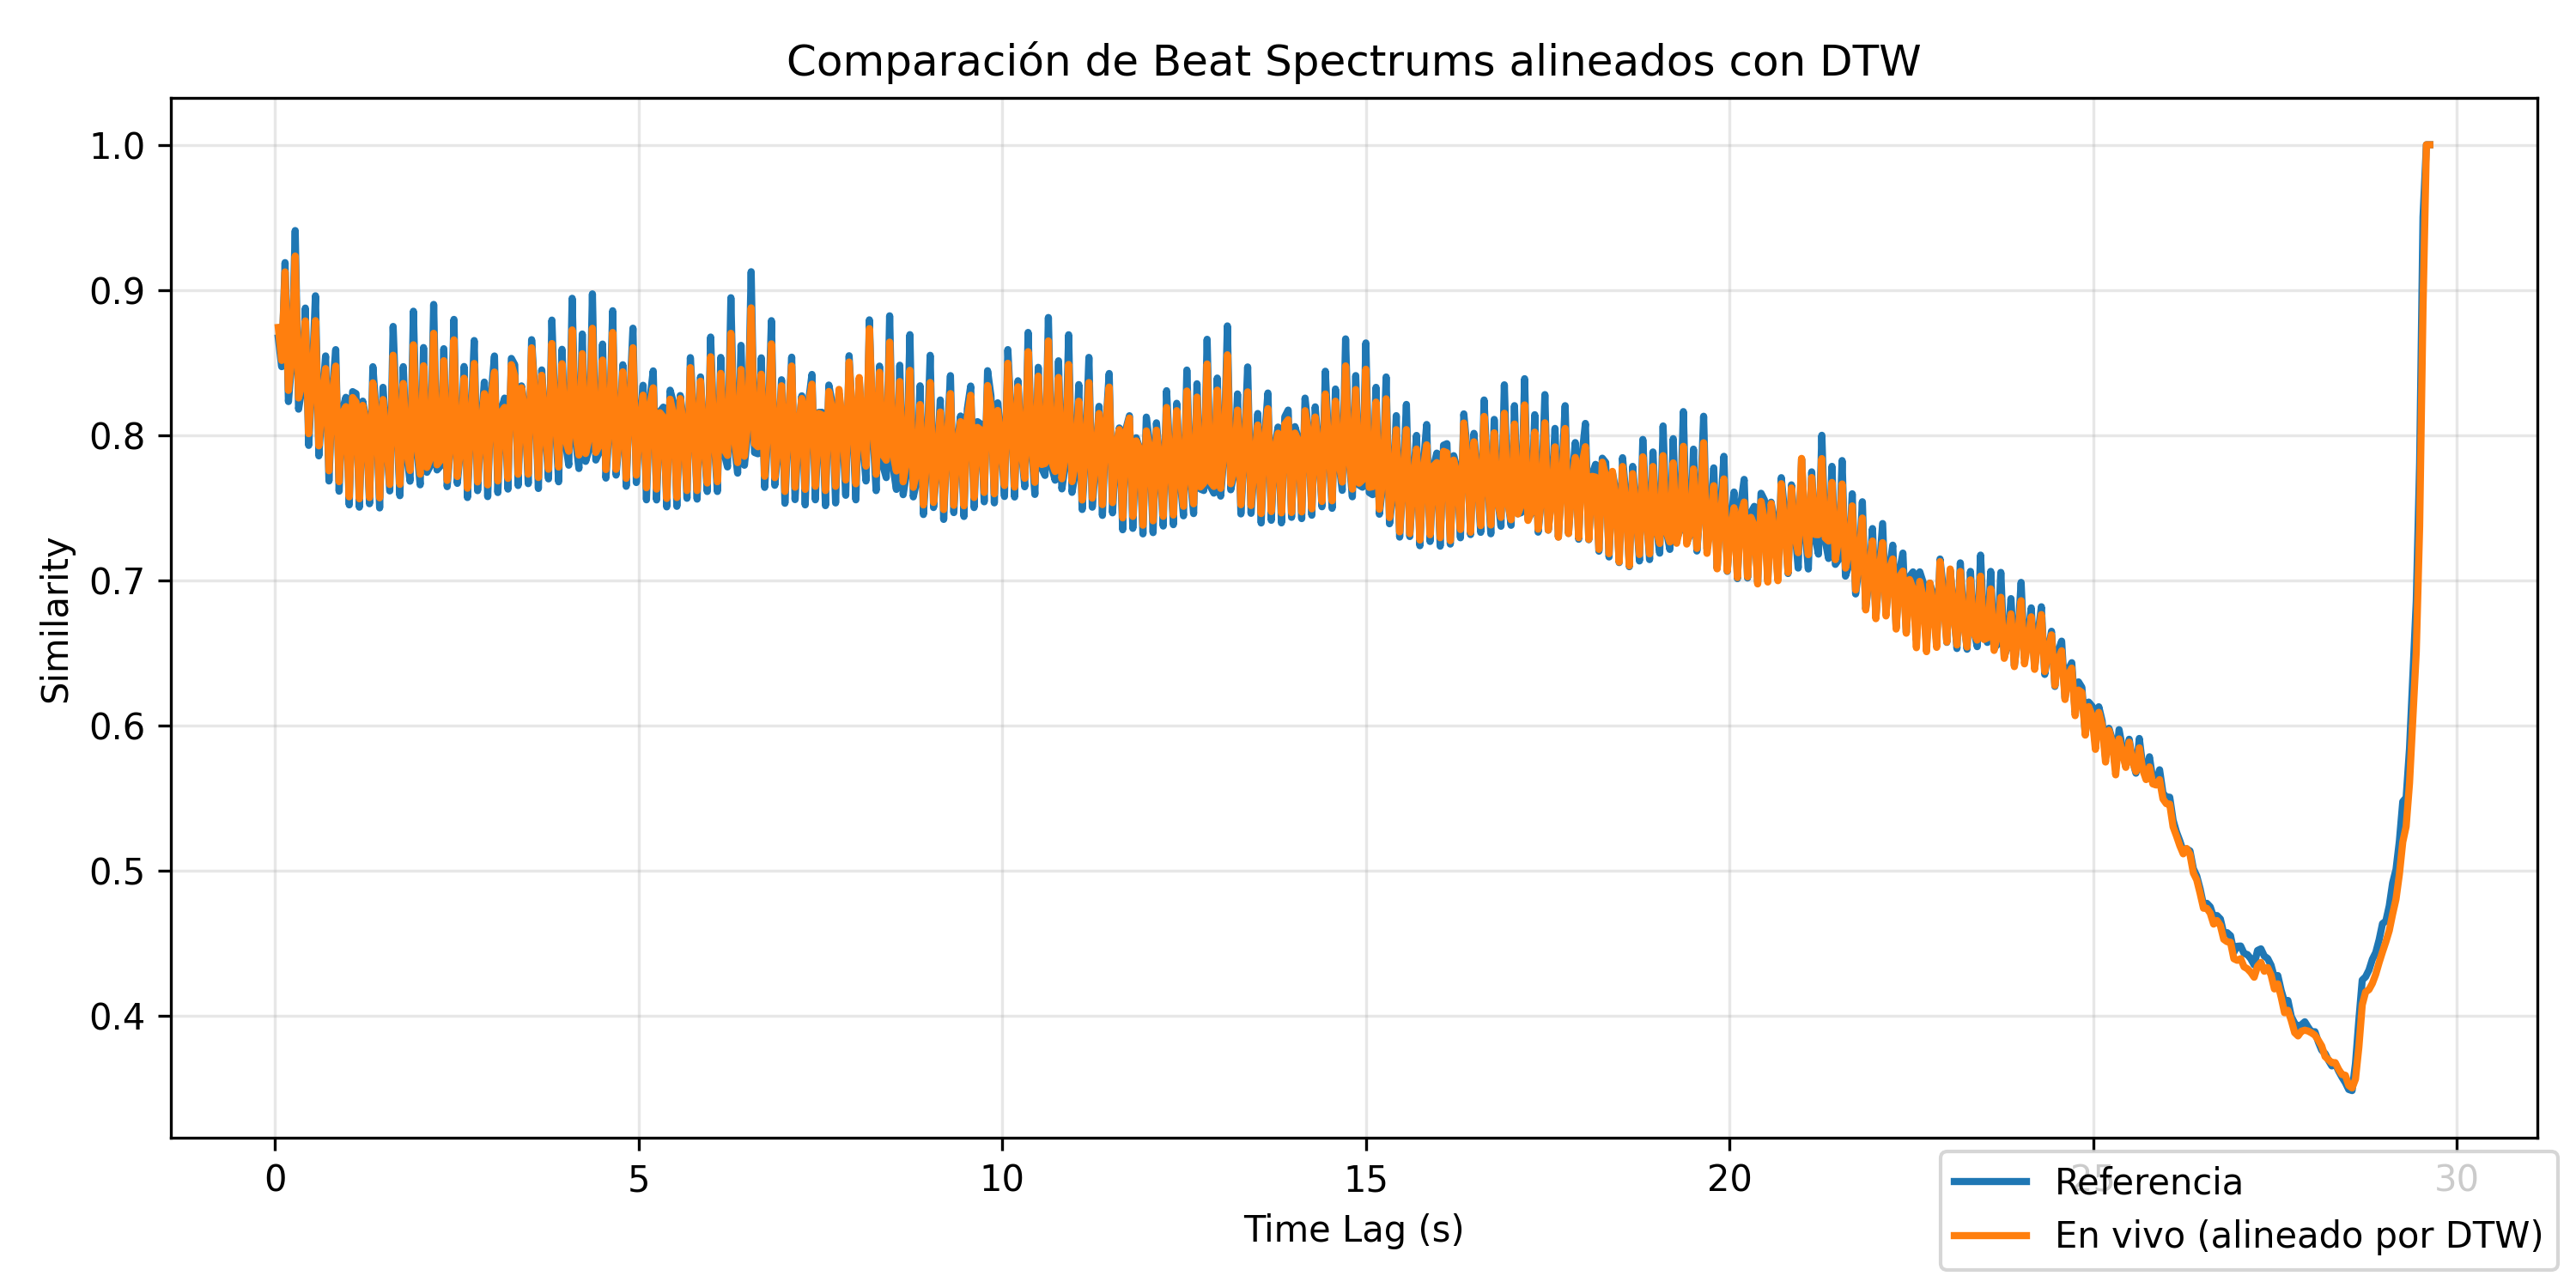 Comparación de Beat Spectrums alineados con DTW
1.0
0.9
0.8
0.7
0.6
0.5
0.4
Similarity
0 5 10 15 20 25 30
Time Lag (s)
Referencia
En vivo (alineado por DTW)